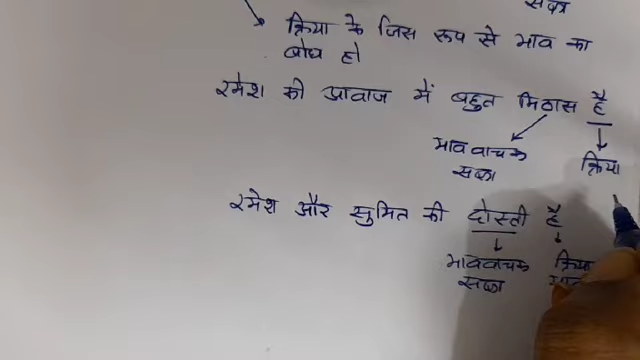 क्रिया के जिस रूप से भाव का
बोध हो
रमेश की आवाज में बहुत मिठास है
भाववाचक
संज्ञा
क्रिया
रमेश और सुमित की दोस्ती है
भाववाचक क्रिया
संज्ञा